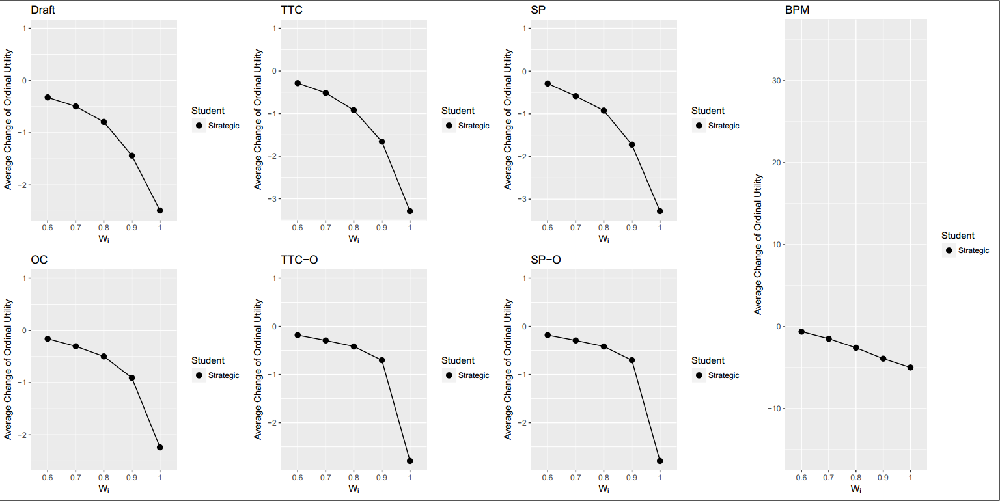 Draft
Average Change of Ordinal Utility
1
0
−1
−2
0.6 0.7 0.8 0.9 1
Wi
Student
Strategic
TTC
Average Change of Ordinal Utility
1
0
−1
−2
−3
0.6 0.7 0.8 0.9 1
Wi
Student
Strategic
SP
Average Change of Ordinal Utility
1
0
−1
−2
−3
0.6 0.7 0.8 0.9 1
Wi
Student
Strategic
BPM
Average Change of Ordinal Utility
30
20
10
0
−10
0.6 0.7 0.8 0.9 1
Wi
Student
Strategic
OC
Average Change of Ordinal Utility
1
0
−1
−2
0.6 0.7 0.8 0.9 1
Wi
Student
Strategic
TTC−O
Average Change of Ordinal Utility
1
0
−1
−2
0.6 0.7 0.8 0.9 1
Wi
Student
Strategic
SP−O
Average Change of Ordinal Utility
1
0
−1
−2
0.6 0.7 0.8 0.9 1
Wi
Student
Strategic